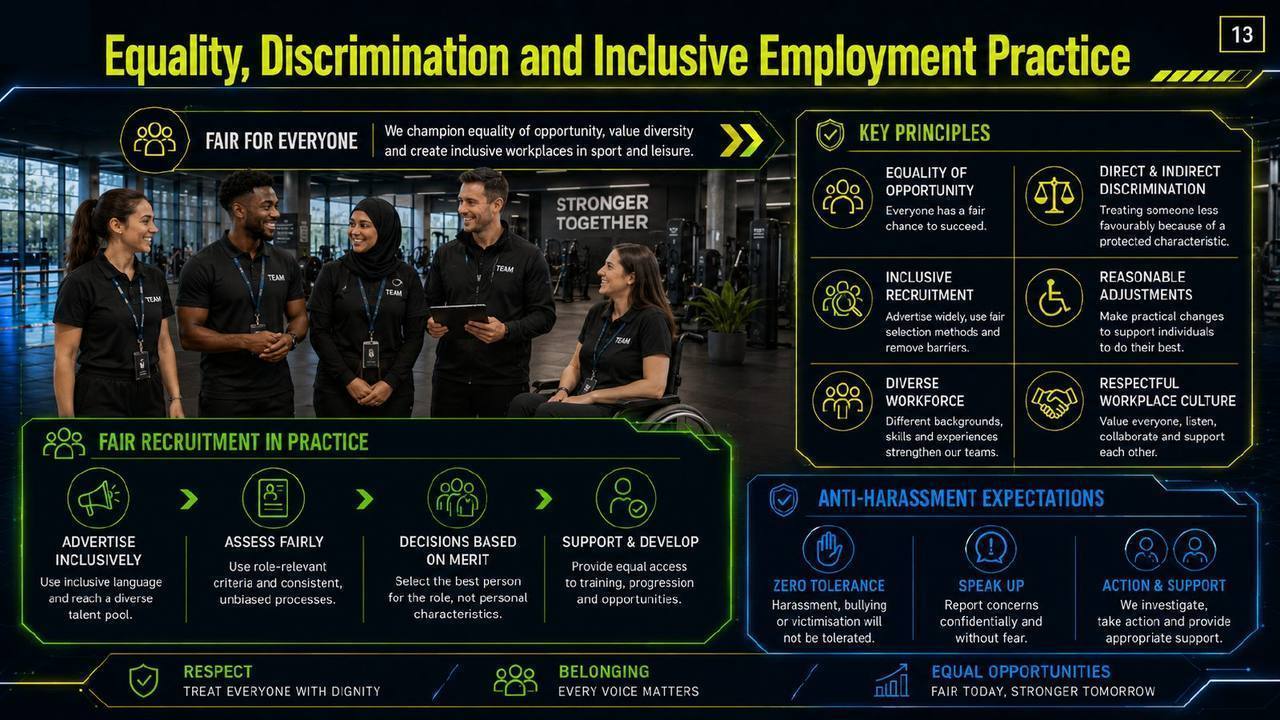 Equality, Discrimination and Inclusive Employment Practice
13
FAIR FOR EVERYONE
We champion equality of opportunity, value diversity
and create inclusive workplaces in sport and leisure.
STRONGER
TOGETHER
TEAM
TEAM
TEAM
TEAM
TEAM
KEY PRINCIPLES
EQUALITY OF
OPPORTUNITY
Everyone has a fair
chance to succeed.
DIRECT & INDIRECT
DISCRIMINATION
Treating someone less
favourably because of a
protected characteristic.
INCLUSIVE
RECRUITMENT
Advertise widely, use fair
selection methods and
remove barriers.
REASONABLE
ADJUSTMENTS
Make practical changes
to support individuals
to do their best.
DIVERSE
WORKFORCE
Different backgrounds,
skills and experiences
strengthen our teams.
RESPECTFUL
WORKPLACE CULTURE
Value everyone, listen,
collaborate and support
each other.
FAIR RECRUITMENT IN PRACTICE
ADVERTISE
INCLUSIVELY
Use inclusive language
and reach a diverse
talent pool.
ASSESS FAIRLY
Use role-relevant
criteria and consistent,
unbiased processes.
DECISIONS BASED
ON MERIT
Select the best person
for the role, not personal
characteristics.
SUPPORT & DEVELOP
Provide equal access
to training, progression
and opportunities.
ANTI-HARASSMENT EXPECTATIONS
ZERO TOLERANCE
Harassment, bullying
or victimisation will
not be tolerated.
SPEAK UP
Report concerns
confidentially and
without fear.
ACTION & SUPPORT
We investigate,
take action and provide
appropriate support.
RESPECT
TREAT EVERYONE WITH DIGNITY
BELONGING
EVERY VOICE MATTERS
EQUAL OPPORTUNITIES
FAIR TODAY, STRONGER TOMORROW